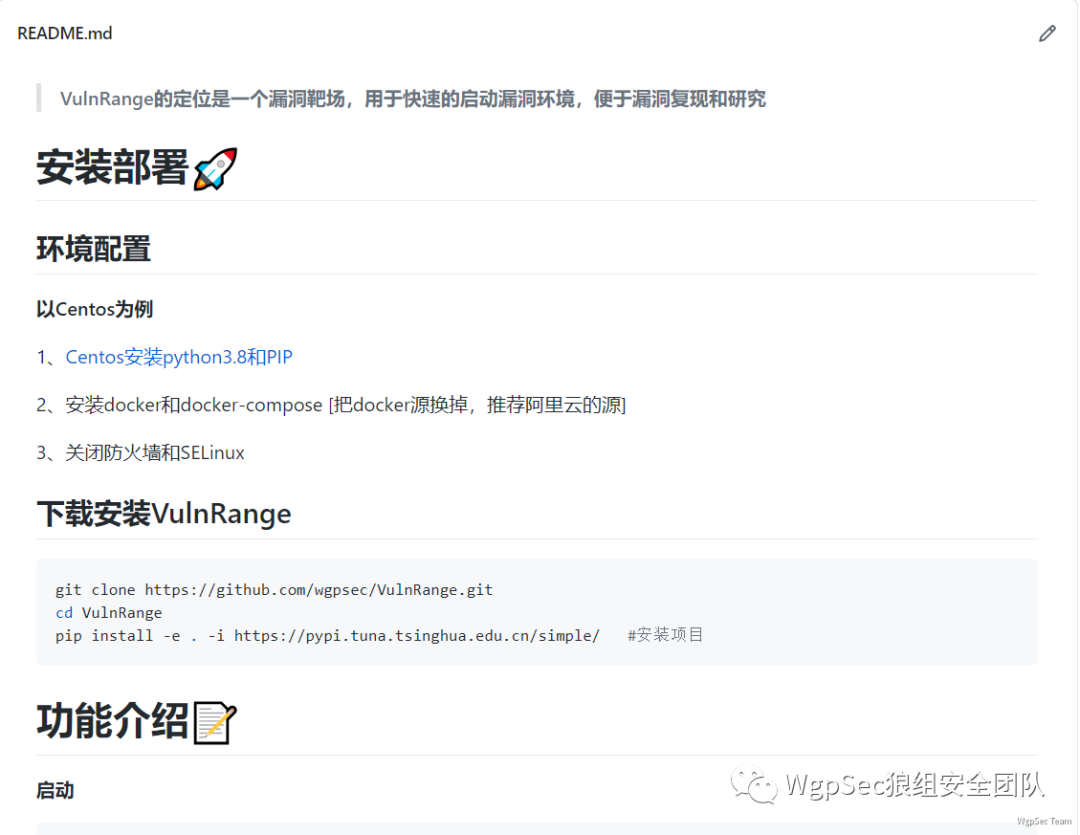 README.md
VulnRange的定位是一个漏洞靶场，用于快速的启动漏洞环境，便于漏洞复现和研究
安装部署🚀
环境配置
以Centos为例
1、Centos安装python3.8和PIP
2、安装docker和docker-compose [把docker源换掉，推荐阿里云的源]
3、关闭防火墙和SELinux
下载安装VulnRange
git clone https://github.com/wgpsec/VulnRange.git
cd VulnRange
pip install -e . -i https://pypi.tuna.tsinghua.edu.cn/simple/   #安装项目
功能介绍📝
启动
WgpSec狼组安全团队
WgpSec Team